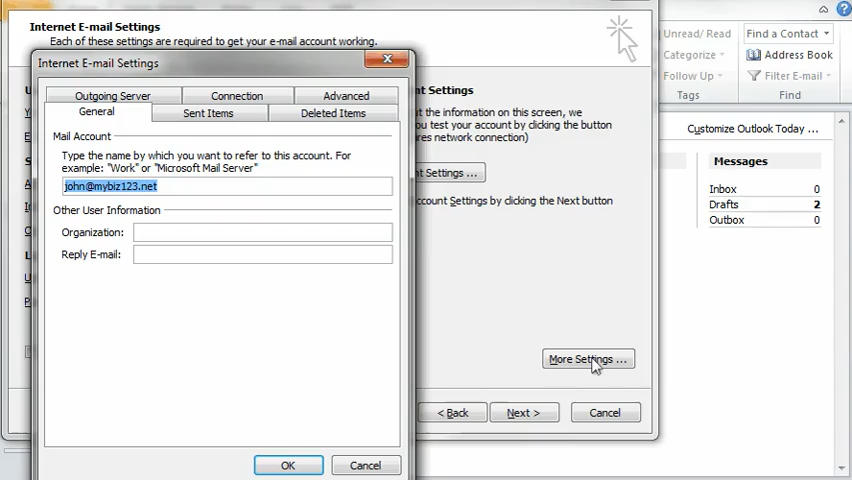 Internet E-mail Settings
Each of these settings are required to get your e-mail account working.
Internet E-mail Settings
Outgoing Server
Connection
Advanced
General
Sent Items
Deleted Items
Mail Account
Type the name by which you want to refer to this account. For
example: "Work" or "Microsoft Mail Server"
john@mybiz123.net
Other User Information
Organization:
Reply E-mail:
OK
Cancel
Settings
the information on this screen, we
you test your account by clicking the button
network connection)
Settings ...
Settings by clicking the Next button
More Settings ...
< Back
Next >
Cancel
Unread/ Read
Categorize
Follow Up
Tags
Find a Contact
Address Book
Filter E-mail
Find
Customize Outlook Today ...
Messages
Inbox 0
Drafts 2
Outbox 0